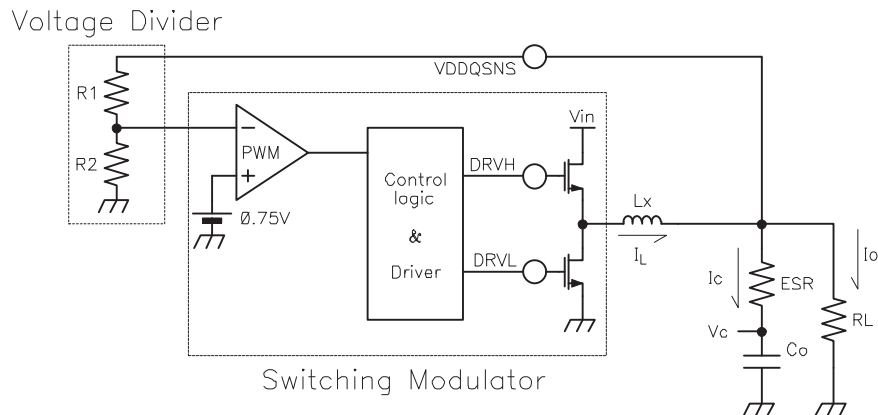 Voltage Divider
VDDQSNS
R1
Vin
PWM
R2
DRVH
Control
logic
&
Driver
0.75V
Lx
IL
Io
DRVL
Ic
ESR
RL
Vc
Co
Switching Modulator